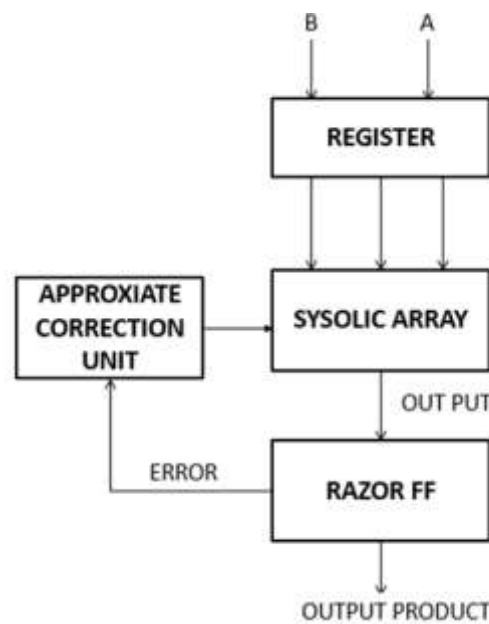 B
A
REGISTER
APPROXIATE
CORRECTION
UNIT
SYSOLIC ARRAY
OUT PUT
ERROR
RAZOR FF
OUTPUT PRODUCT